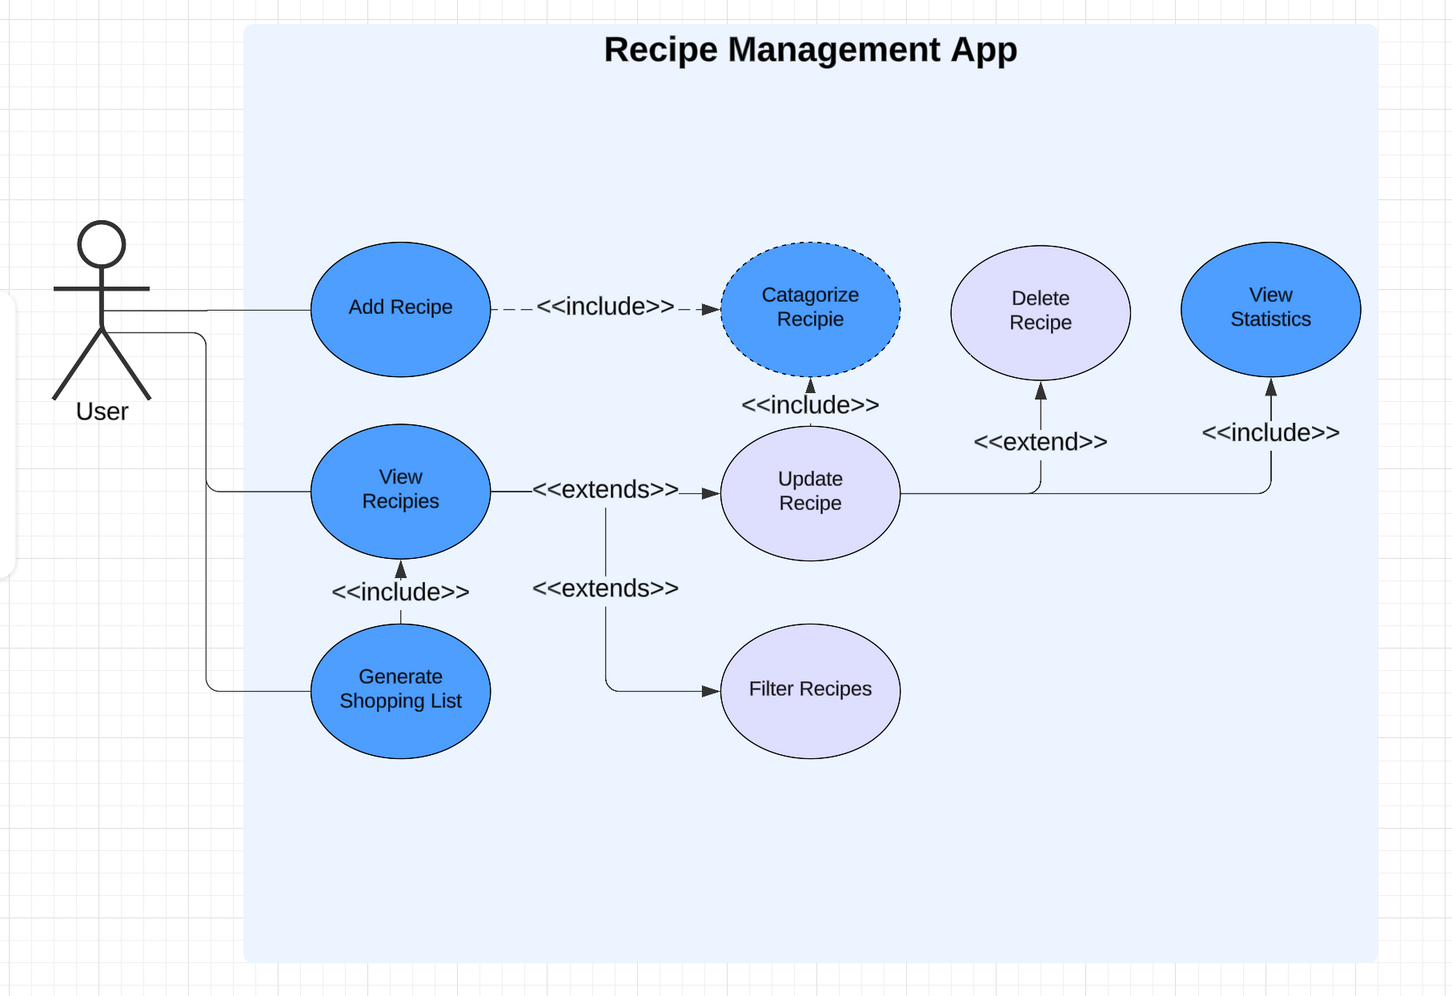 Recipe Management App
User
Add Recipe
<<include>>
Catagorize
Recipie
Delete
Recipe
View
Statistics
<<include>>
<<extend>>
<<include>>
View
Recipies
<<extends>>
Update
Recipe
<<include>>
<<extends>>
Generate
Shopping List
Filter Recipes